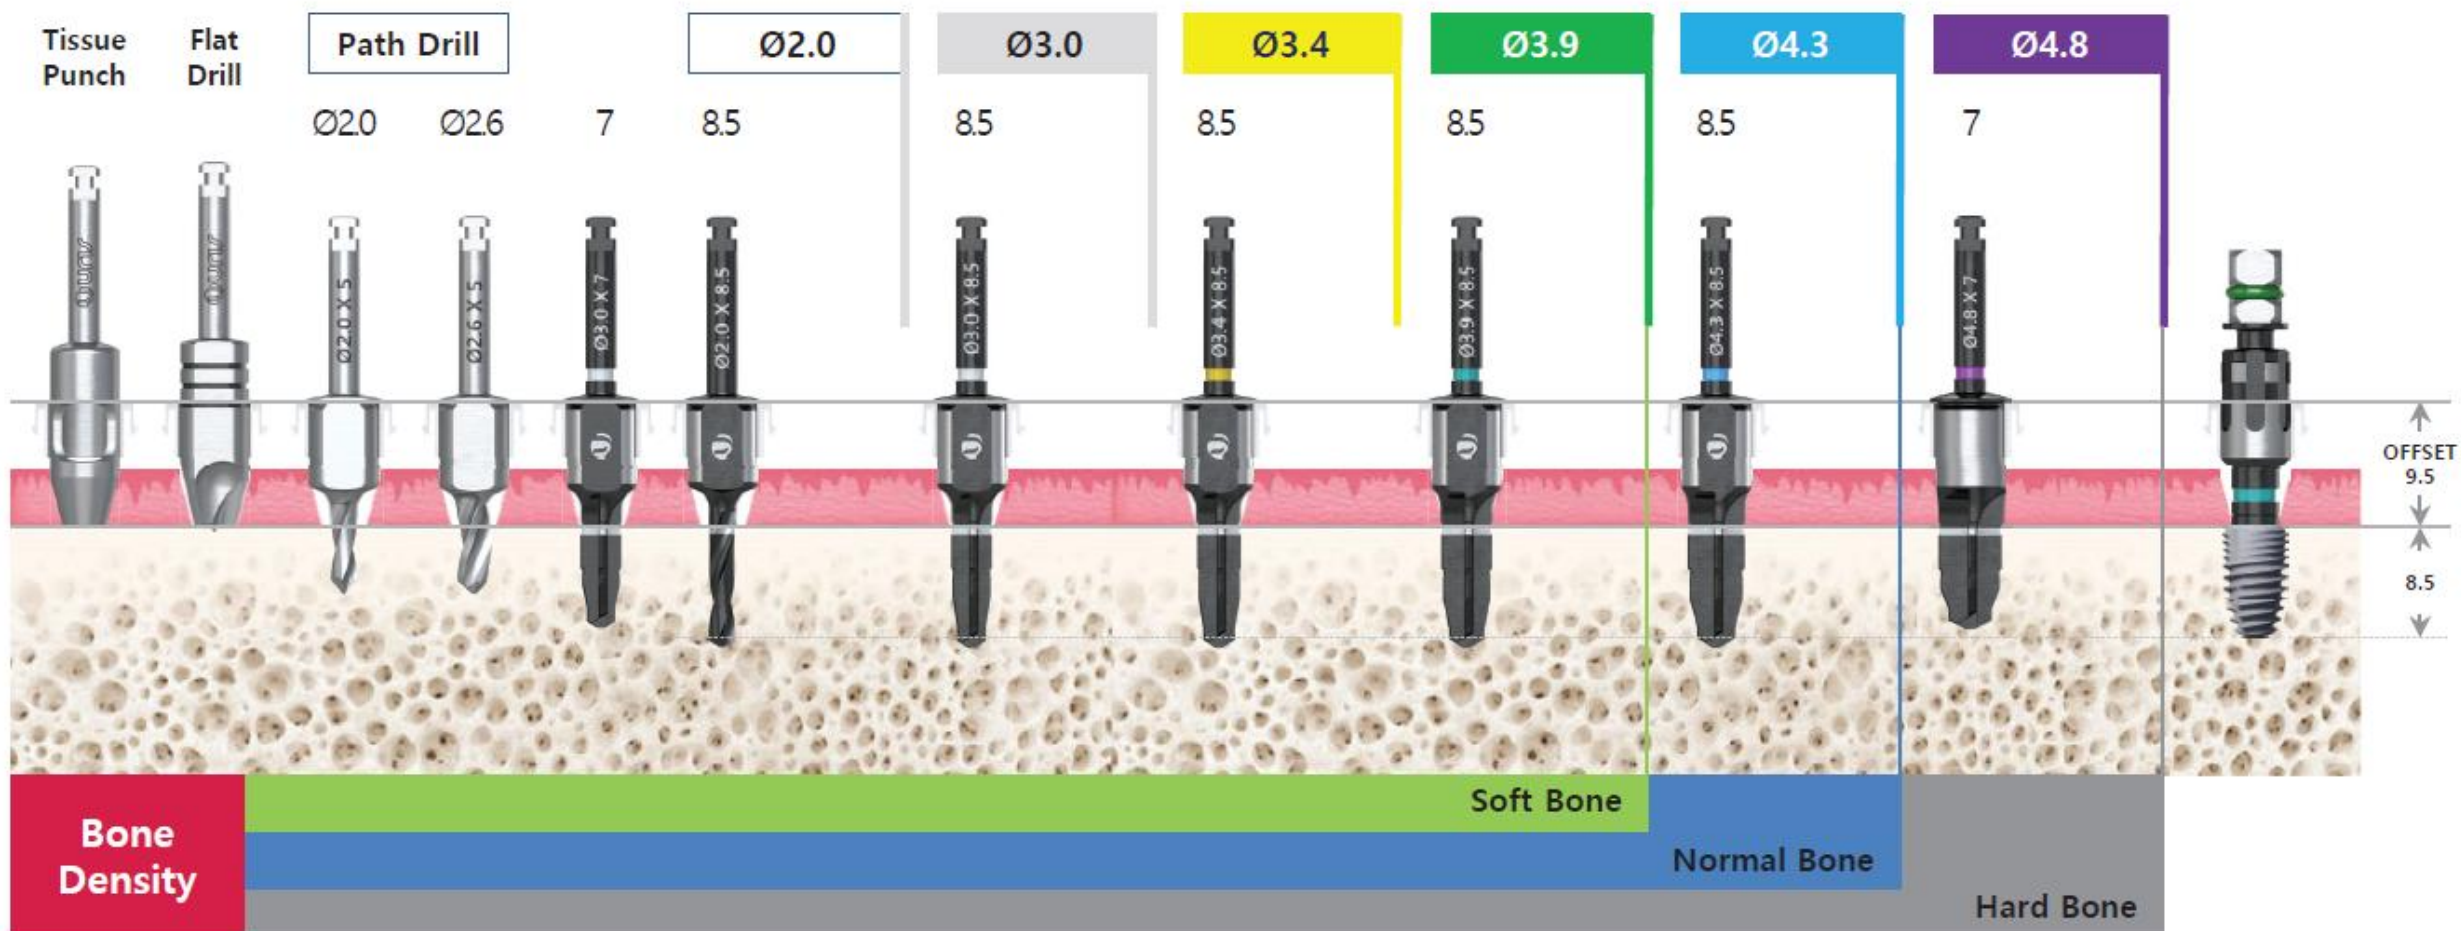 Tissue
Punch
Flat
Drill
Path Drill
Ø2.0
Ø3.0
Ø3.4
Ø3.9
Ø4.3
Ø4.8
Ø2.0
Ø2.6
7
8.5
8.5
8.5
8.5
8.5
7
Ø2.0 X 5
Ø2.6 X 5
Ø3.0 X 7
Ø2.0 X 8.5
Ø3.0 X 8.5
Ø3.4 X 8.5
Ø3.9 X 8.5
Ø4.3 X 8.5
Ø4.8 X 7
OFFSET
9.5
8.5
Bone
Density
Soft Bone
Normal Bone
Hard Bone